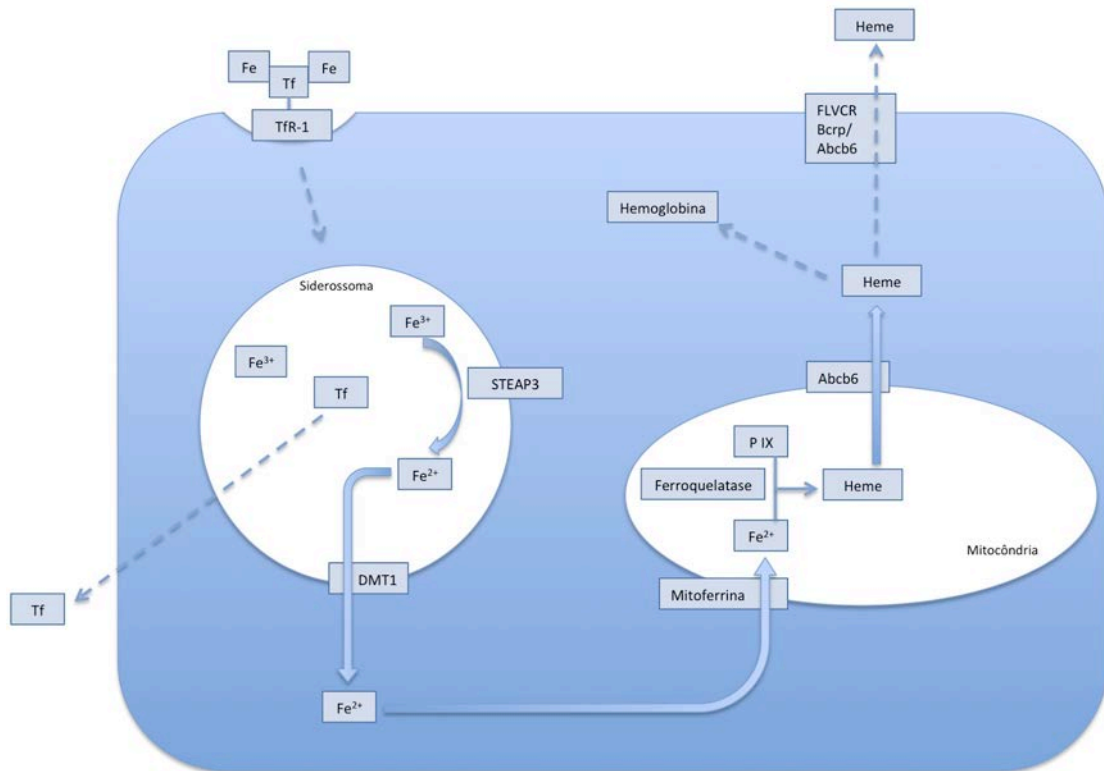 Heme
Fe
Fe
Tf
TfR-1
FLVCR
Bcrp/
Abcb6
Hemoglobina
Heme
Siderossoma
Fe³⁺
Fe³⁺
STEAP3
Tf
Abcb6
P IX
Fe²⁺
Ferroquelatase
Heme
Fe²⁺
Mitocôndria
DMT1
Mitoferrina
Tf
Fe²⁺